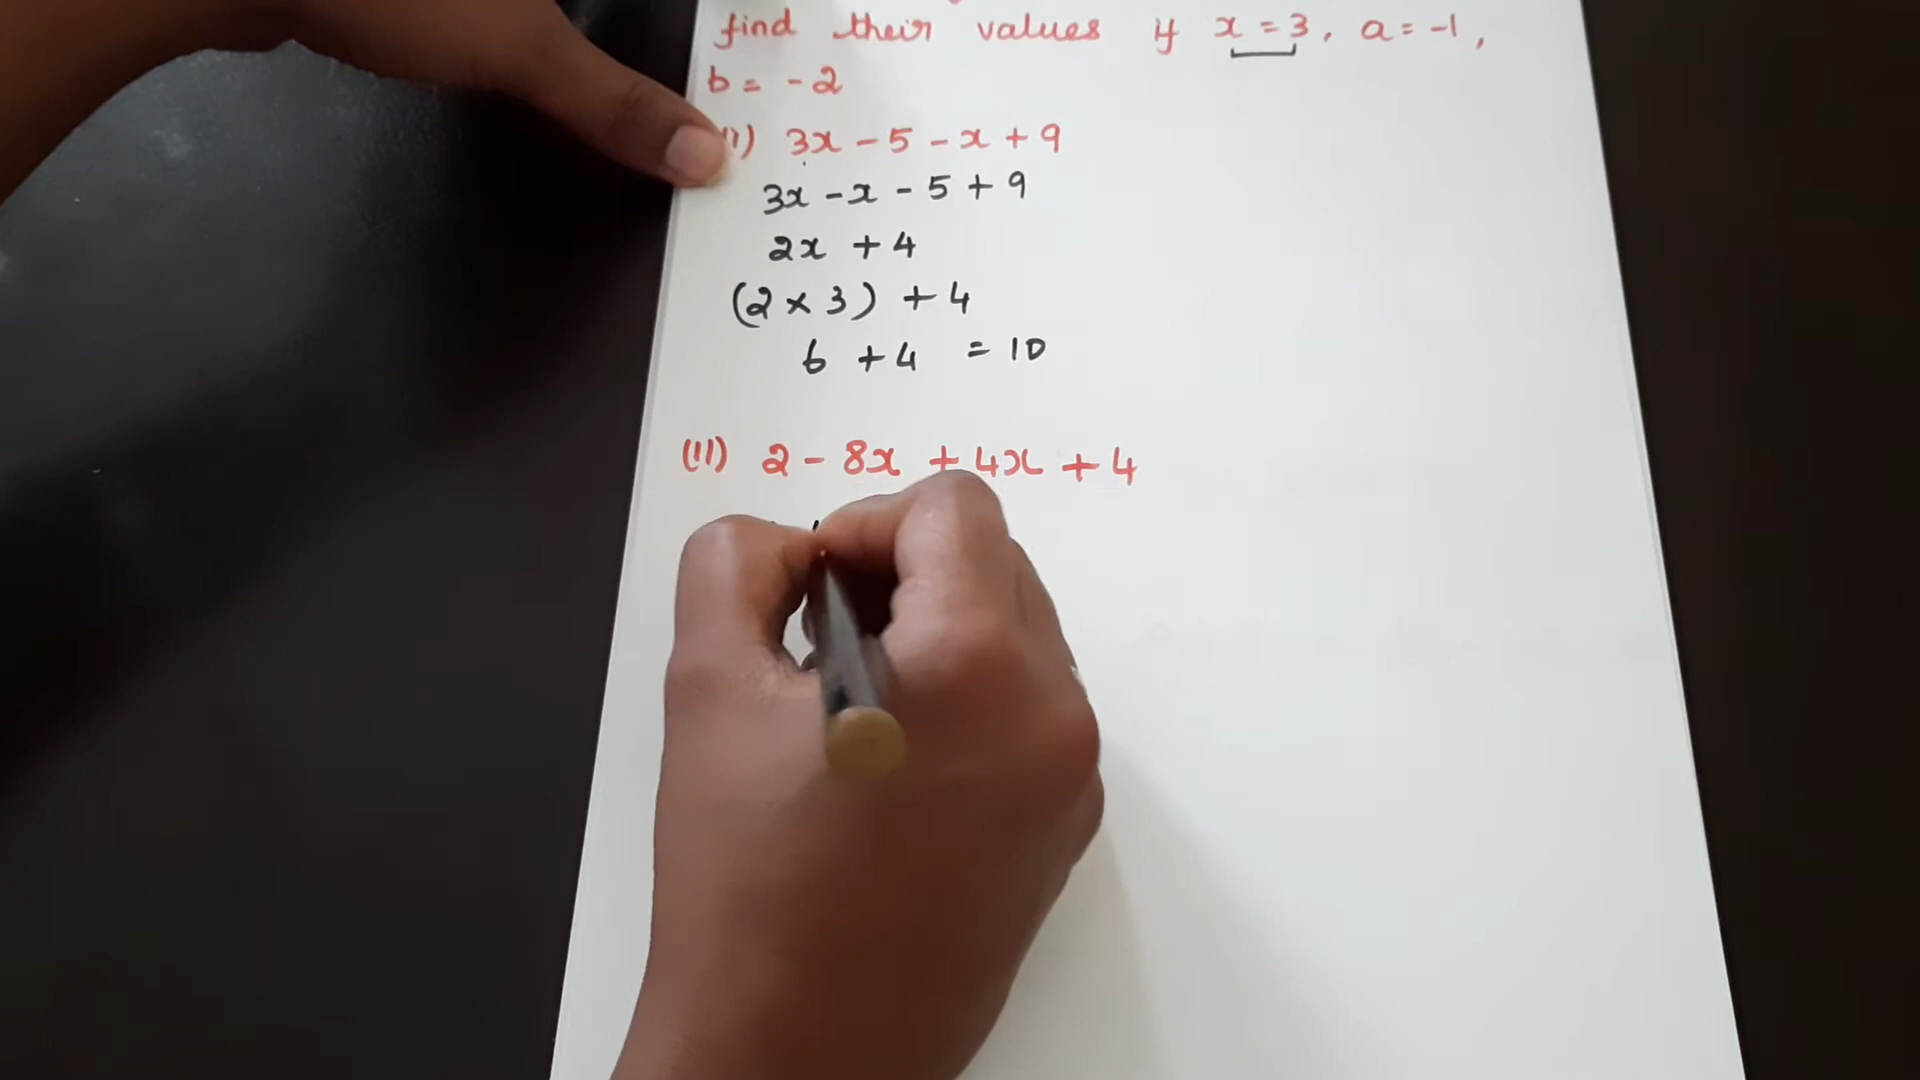 find their values if x = 3, a = -1,
b = -2
(i) 3x - 5 - x + 9
3x - x - 5 + 9
2x + 4
(2 × 3) + 4
6 + 4 = 10
(ii) 2 - 8x + 4x + 4